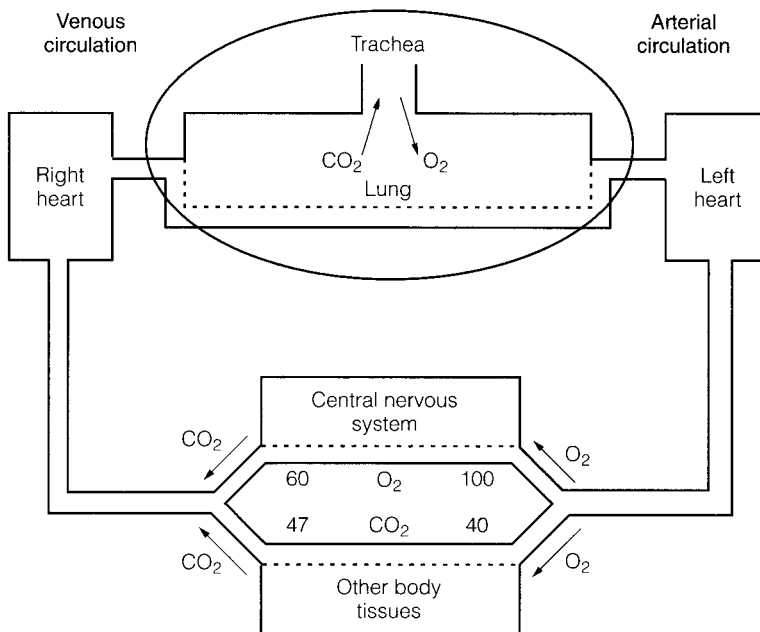 Venous
circulation
Trachea
Arterial
circulation
CO2
O2
Right
heart
Lung
Left
heart
Central nervous
system
CO2
O2
60 O2 100
47 CO2 40
CO2
O2
Other body
tissues